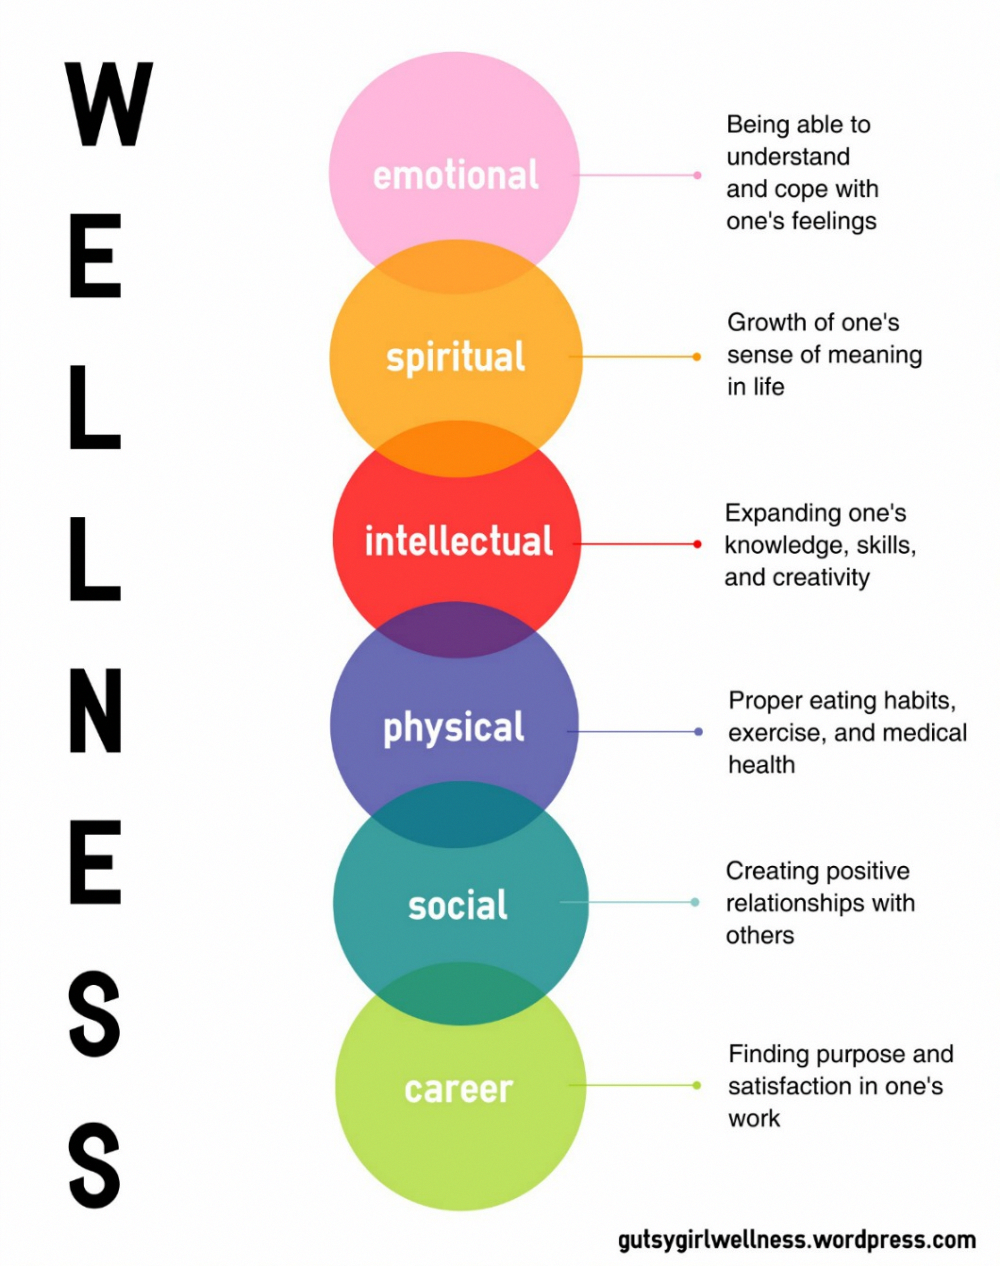 WELLNESS
emotional
Being able to
understand
and cope with
one's feelings
spiritual
Growth of one's
sense of meaning
in life
intellectual
Expanding one's
knowledge, skills,
and creativity
physical
Proper eating habits,
exercise, and medical
health
social
Creating positive
relationships with
others
career
Finding purpose and
satisfaction in one's
work
gutsygirlwellness.wordpress.com